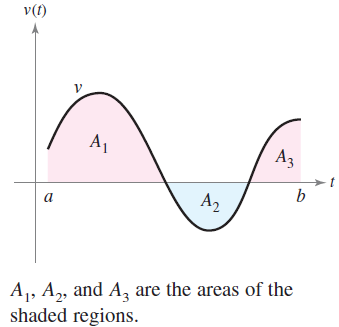 v(t)
v
A₁
A₃
t
a
A₂
b
A₁, A₂, and A₃ are the areas of the
shaded regions.